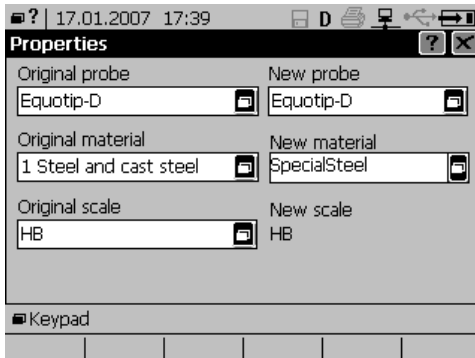 ? 17.01.2007 17:39 D
Properties ? X
Original probe New probe
Equotip-D Equotip-D
Original material New material
1 Steel and cast steel SpecialSteel
Original scale New scale
HB HB
Keypad